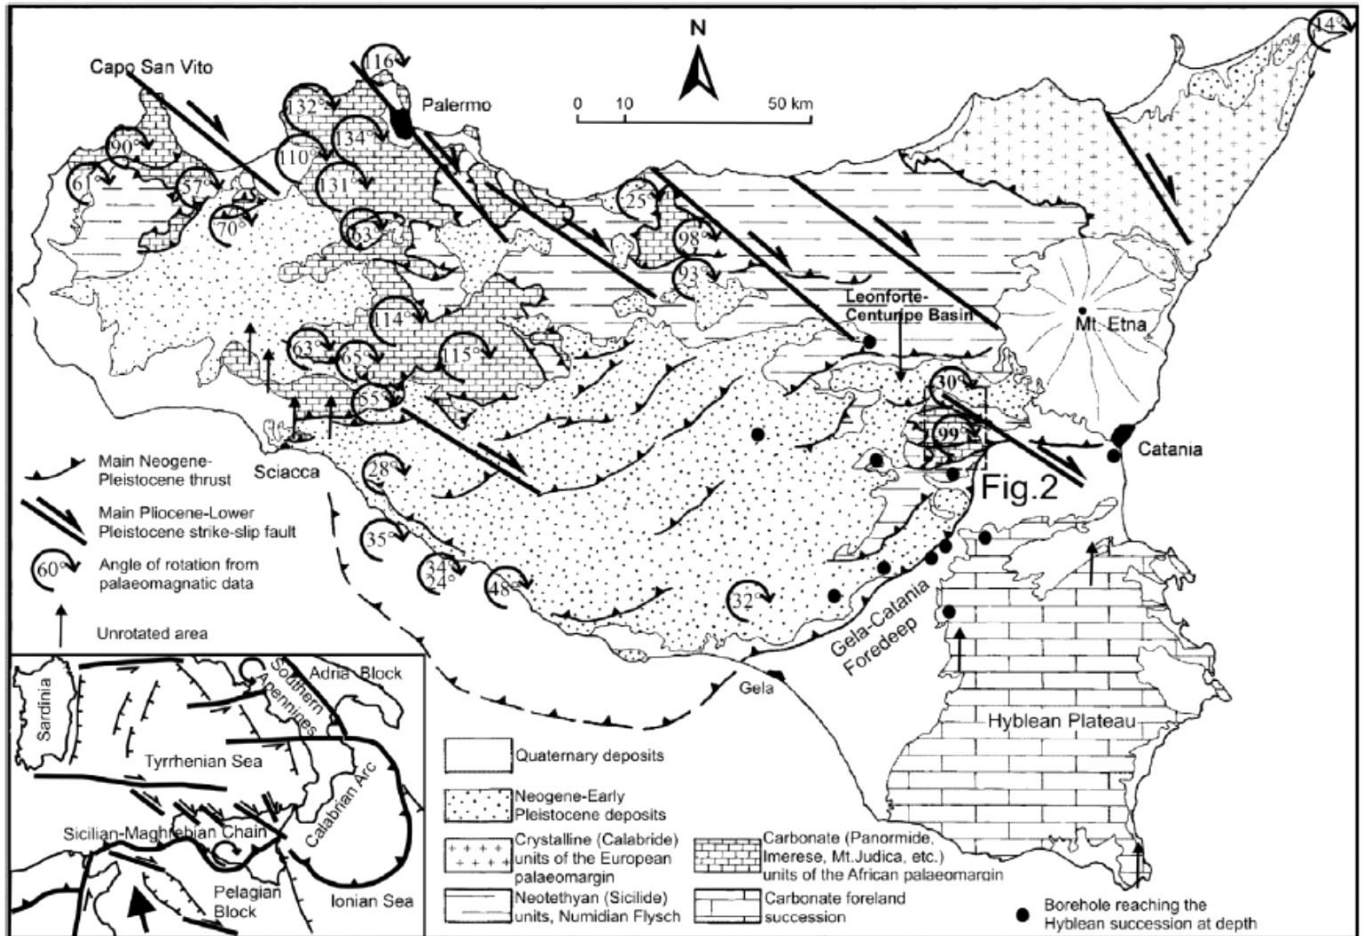 14°
N
116°
Capo San Vito
Palermo
0 10 50 km
132°
134°
90°
110°
131°
57°
25°
70°
98°
93°
Leonforte-
Centuripe Basin
114°
Mt. Etna
63°
65°
115°
30°
55°
99°
Catania
Sciacca
28°
Fig.2
Main Neogene-
Pleistocene thrust
Main Pliocene-Lower
Pleistocene strike-slip fault
35°
34°
24°
48°
32°
60°
Angle of rotation from
palaeomagnatic data
Unrotated area
Gela-Catania
Foredeep
Gela
Hyblean Plateau
Sardinia
Southern
Apennines
Adria Block
Tyrrhenian Sea
Calabrian Arc
Sicilian-Maghrebian Chain
Pelagian
Block
Ionian Sea
Quaternary deposits
Neogene-Early
Pleistocene deposits
Crystalline (Calabride)
units of the European
palaeomargin
Neotethyan (Sicilide)
units, Numidian Flysch
Carbonate (Panormide,
Imerese, Mt.Judica, etc.)
units of the African palaeomargin
Carbonate foreland
succession
Borehole reaching the
Hyblean succession at depth